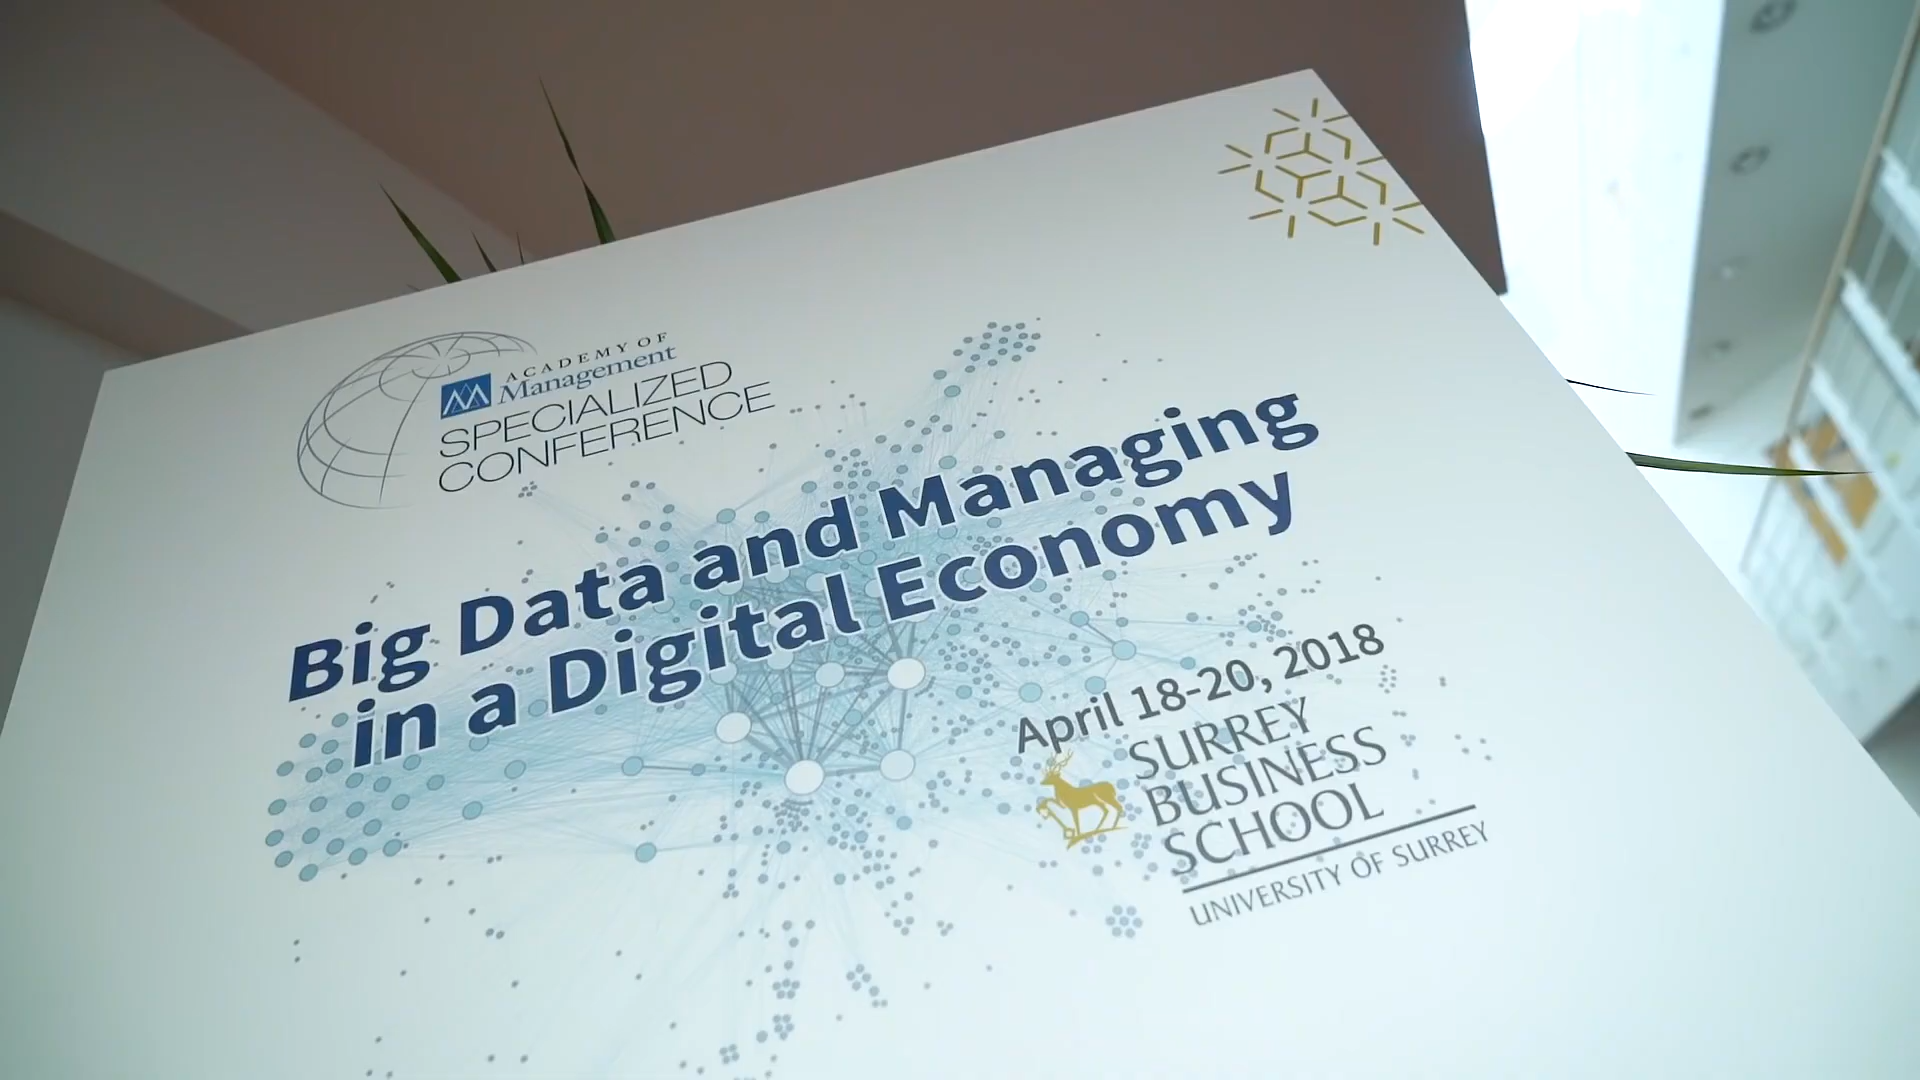 ACADEMY OF
Management
SPECIALIZED
CONFERENCE
Big Data and Managing
in a Digital Economy
April 18-20, 2018
SURREY
BUSINESS
SCHOOL
UNIVERSITY OF SURREY